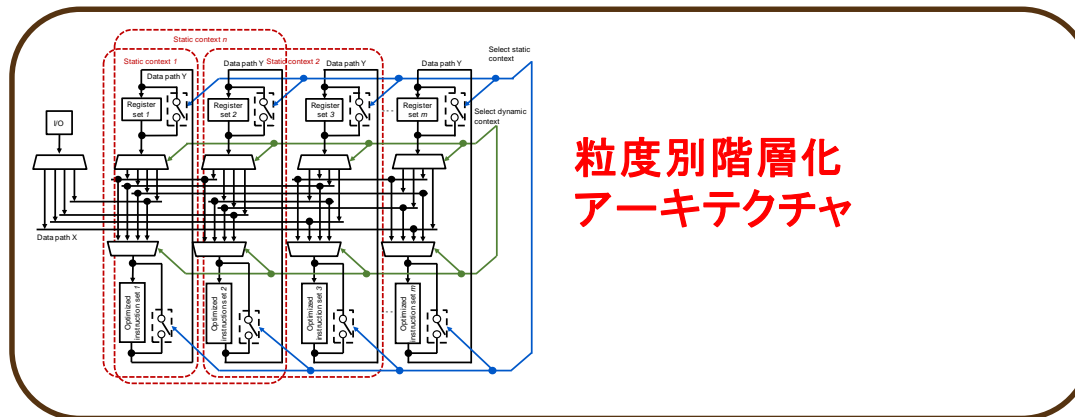 Static context n
Static context 1
Static context 2
Select static
context
Data path Y
Data path Y
Data path Y
Data path Y
Register
set 1
Register
set 2
Register
set 3
Register
set m
I/O
Select dynamic
context
粒度別階層化
アーキテクチャ
Data path X
Optimized
instruction set 1
Optimized
instruction set 2
Optimized
instruction set 3
Optimized
instruction set m